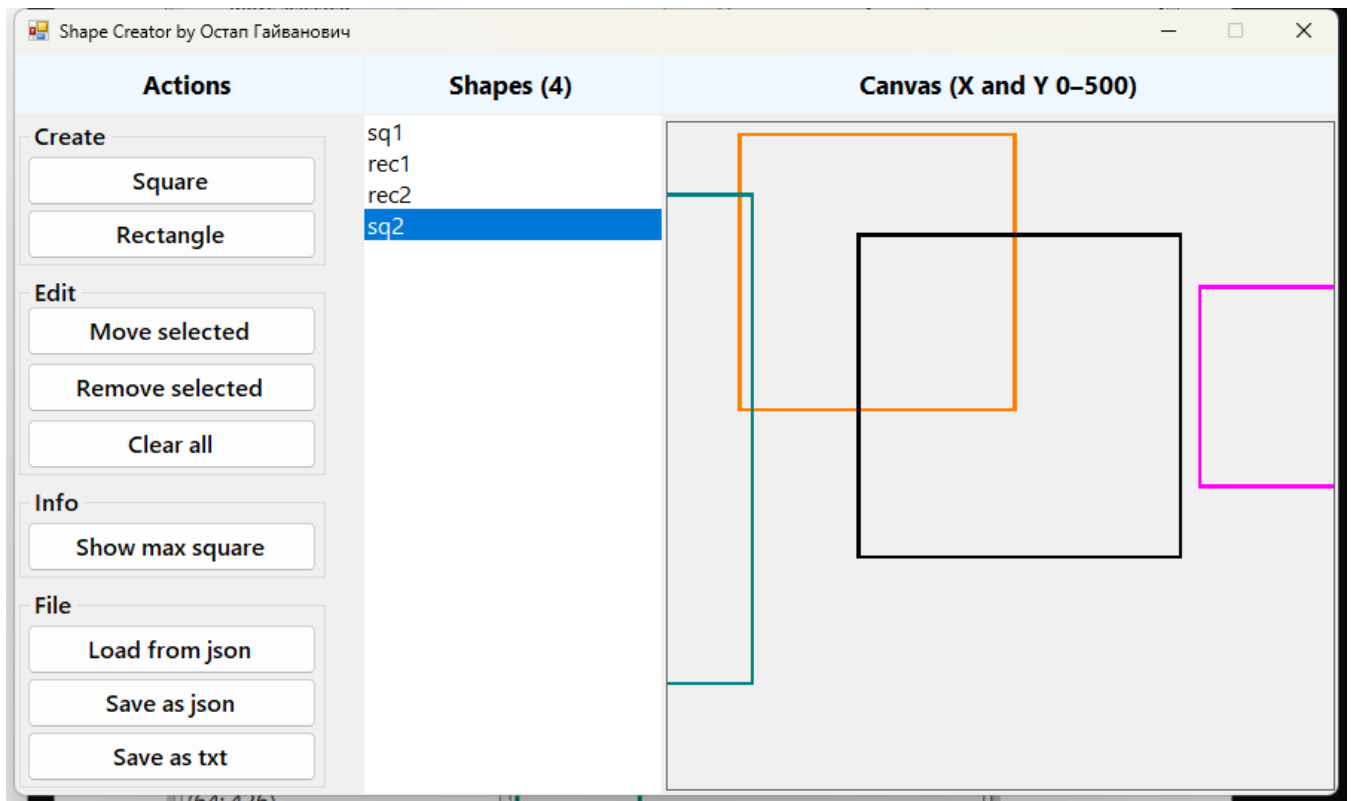 Shape Creator by Остап Гайванович
Actions
Shapes (4)
Canvas (X and Y 0–500)
Create
Square
Rectangle
Edit
Move selected
Remove selected
Clear all
Info
Show max square
File
Load from json
Save as json
Save as txt
sq1
rec1
rec2
sq2